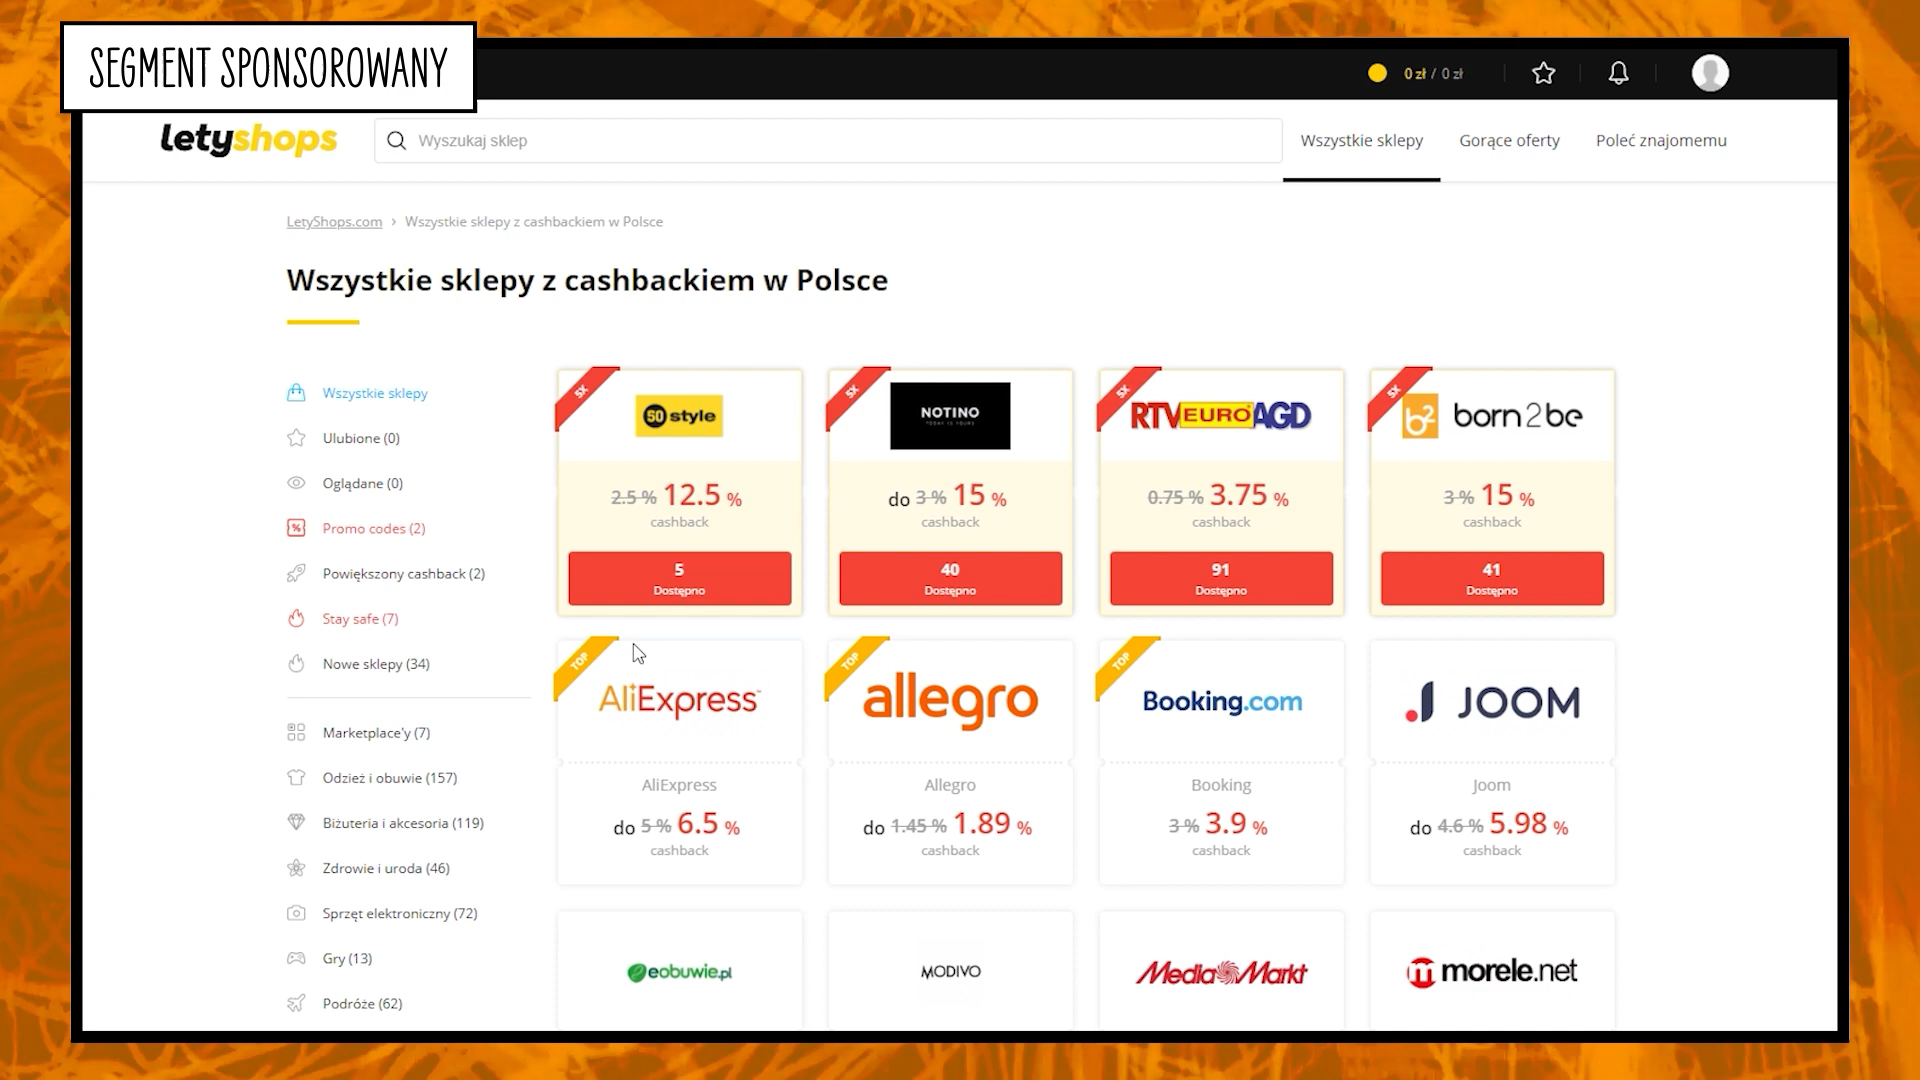 SEGMENT SPONSOROWANY
0 zł / 0 zł
letyshops
Wyszukaj sklep
Wszystkie sklepy
Gorące oferty
Poleć znajomemu
LetyShops.com › Wszystkie sklepy z cashbackiem w Polsce
Wszystkie sklepy z cashbackiem w Polsce
Wszystkie sklepy
Ulubione (0)
Oglądane (0)
Promo codes (2)
Powiększony cashback (2)
Stay safe (7)
Nowe sklepy (34)
Marketplace'y (7)
Odzież i obuwie (157)
Biżuteria i akcesoria (119)
Zdrowie i uroda (46)
Sprzęt elektroniczny (72)
Gry (13)
Podróże (62)
5X
50 style
2.5 % 12.5 %
cashback
5
Dostępno
5X
NOTINO
TODAY IS YOURS
do 3 % 15 %
cashback
40
Dostępno
5X
RTV EURO AGD
0.75 % 3.75 %
cashback
91
Dostępno
5X
b2 born2be
3 % 15 %
cashback
41
Dostępno
TOP
AliExpress
AliExpress
do 5 % 6.5 %
cashback
TOP
allegro
Allegro
do 1.45 % 1.89 %
cashback
TOP
Booking.com
Booking
3 % 3.9 %
cashback
JOOM
Joom
do 4.6 % 5.98 %
cashback
eobuwie.pl
MODIVO
Media Markt
morele.net